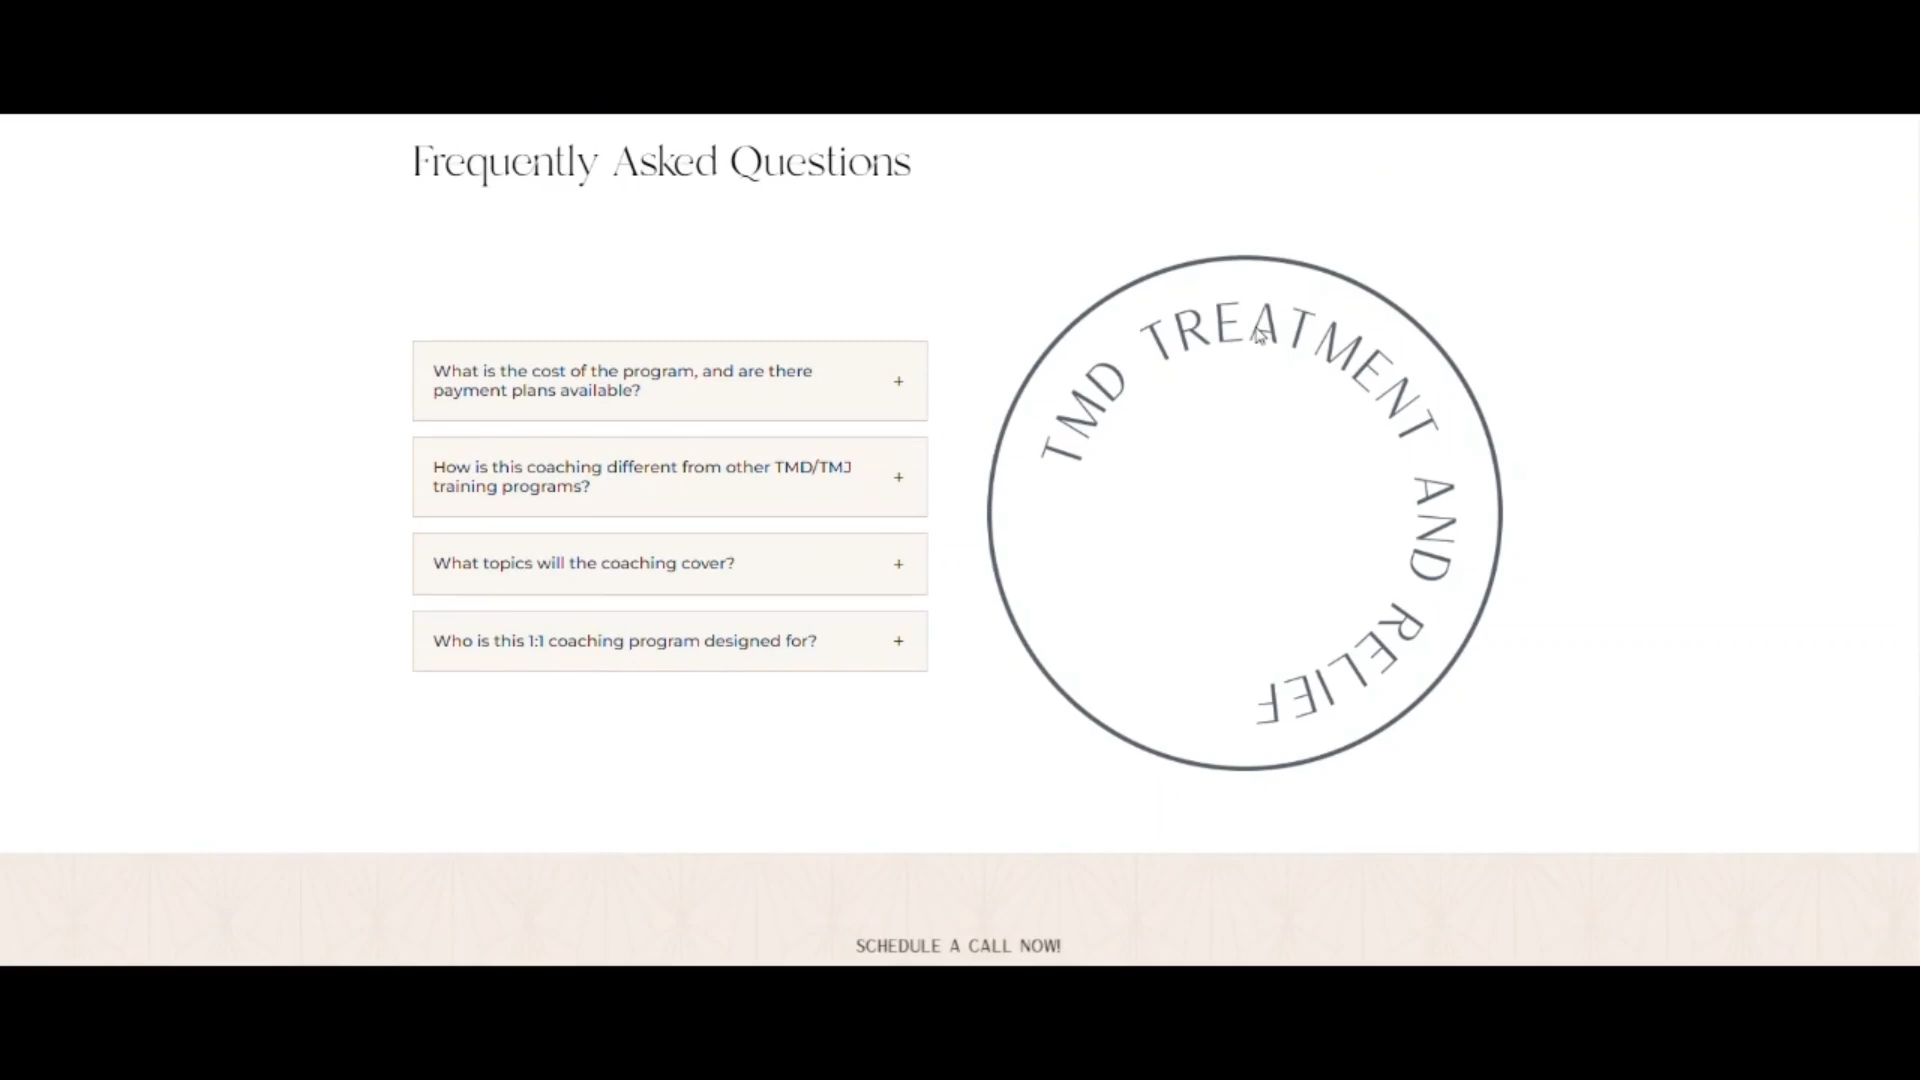 Frequently Asked Questions
What is the cost of the program, and are there
payment plans available?
+
How is this coaching different from other TMD/TMJ
training programs?
+
What topics will the coaching cover?
+
Who is this 1:1 coaching program designed for?
+
TMD TREATMENT AND RELIEF
SCHEDULE A CALL NOW!